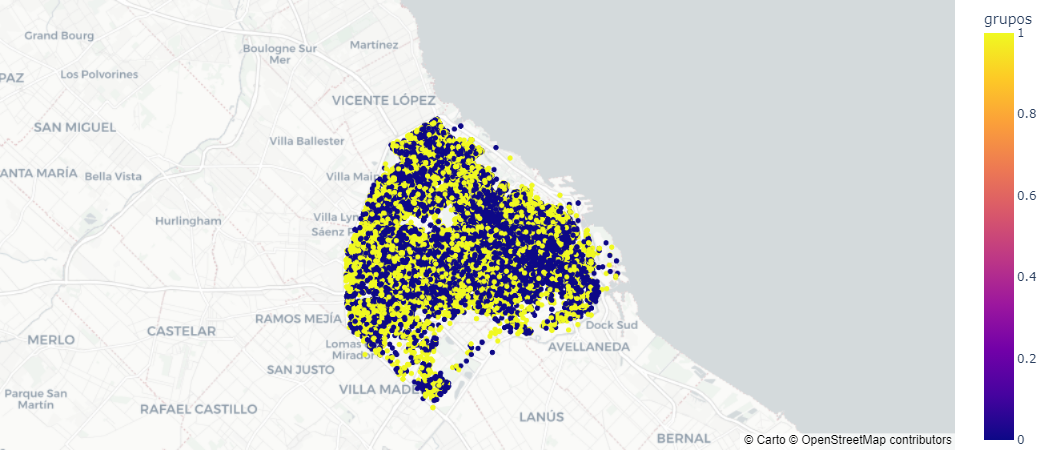 grupos
Grand Bourg
Boulogne Sur
Mer
Martínez
PAZ
Los Polvorines
VICENTE LÓPEZ
SAN MIGUEL
Villa Ballester
ANTA MARÍA
Bella Vista
Villa Maip
Hurlingham
Villa Lyn
Sáenz P
RAMOS MEJÍA
CASTELAR
MERLO
Dock Sud
AVELLANEDA
Lomas
Mirador
SAN JUSTO
VILLA MADE
Parque San
Martín
RAFAEL CASTILLO
LANÚS
BERNAL
1
0.8
0.6
0.4
0.2
0
© Carto © OpenStreetMap contributors